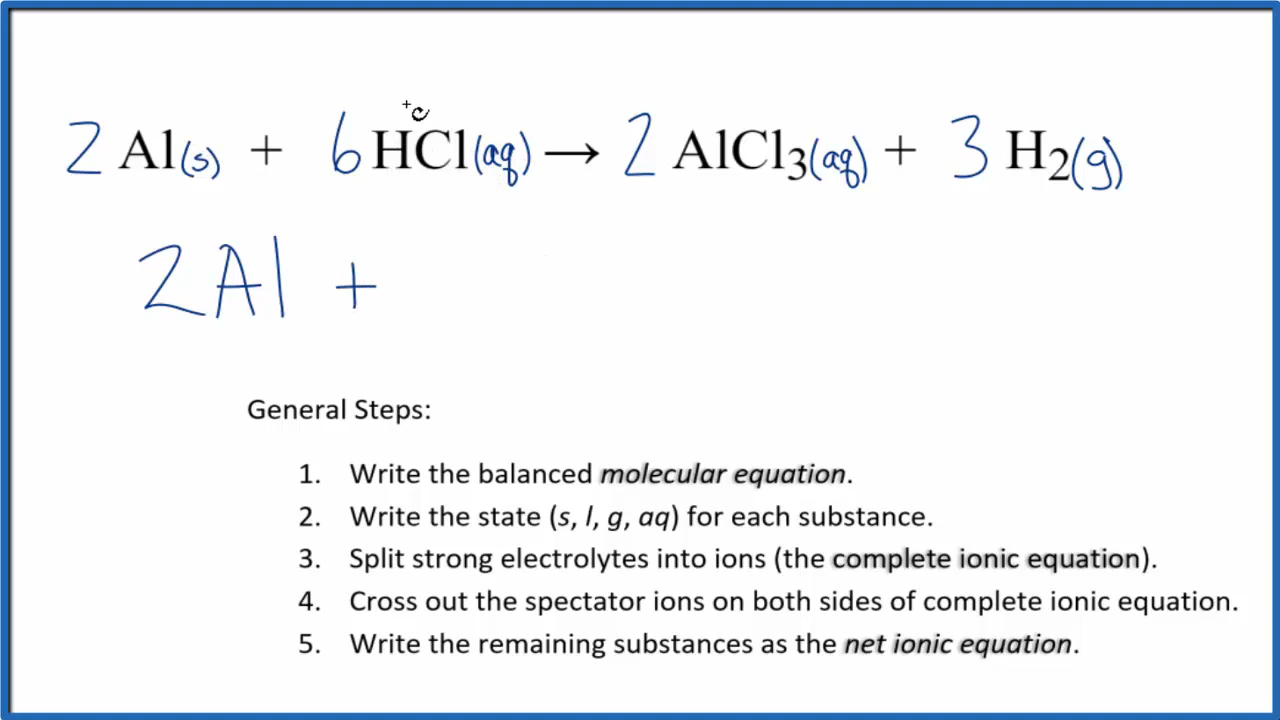 2 Al(s) + 6 HCl(aq) → 2 AlCl₃(aq) + 3 H₂(g)
2Al +
General Steps:
1. Write the balanced molecular equation.
2. Write the state (s, l, g, aq) for each substance.
3. Split strong electrolytes into ions (the complete ionic equation).
4. Cross out the spectator ions on both sides of complete ionic equation.
5. Write the remaining substances as the net ionic equation.